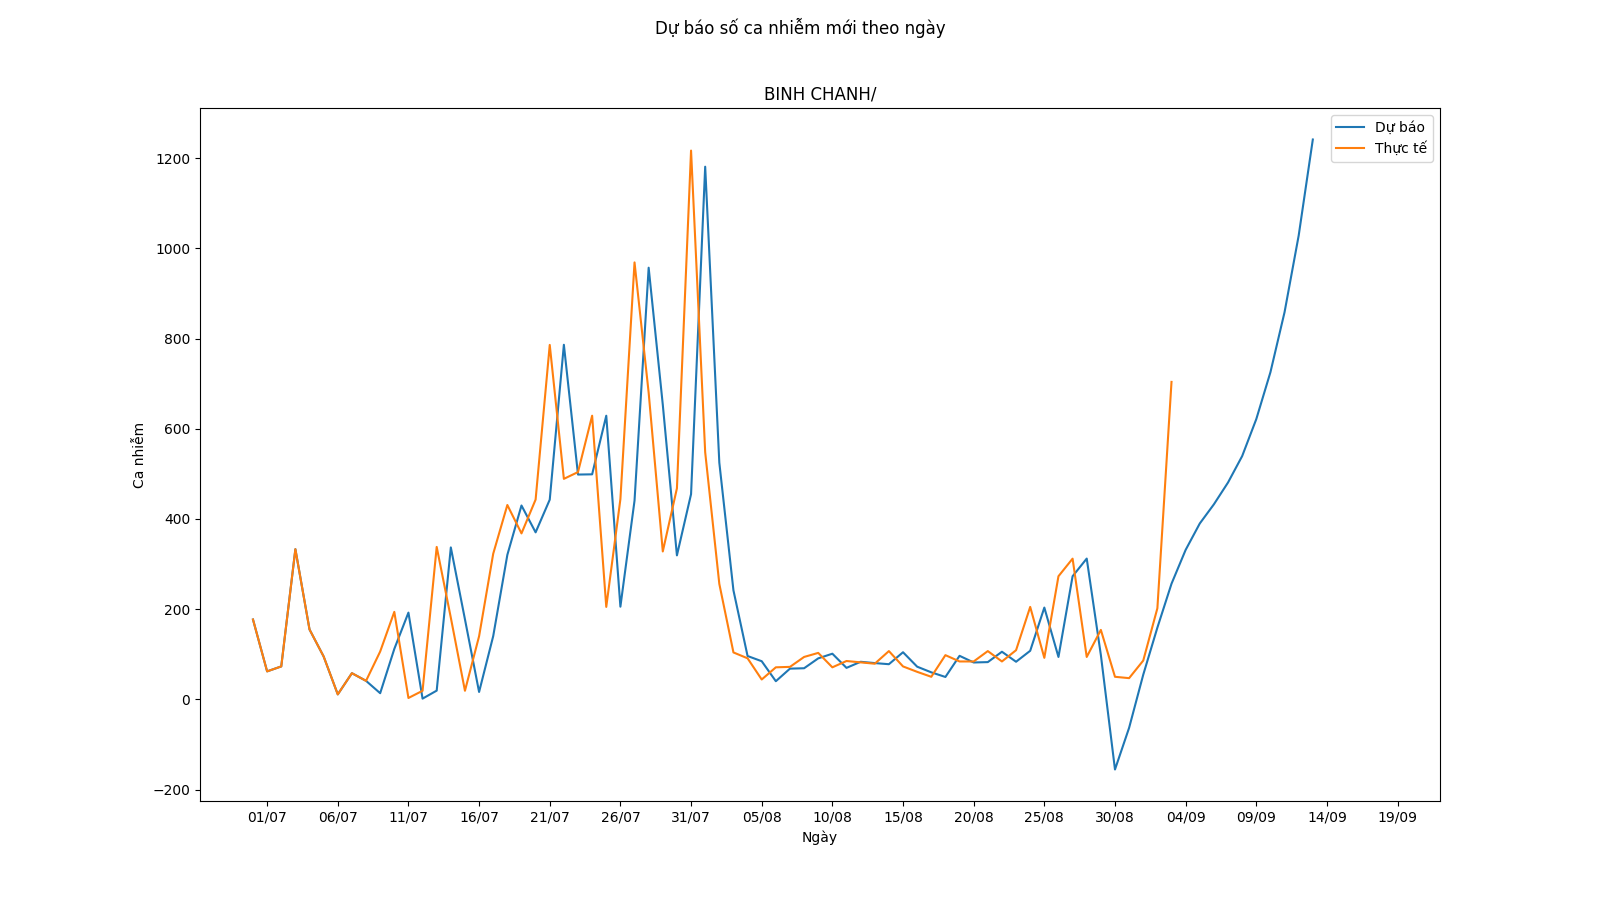 Dự báo số ca nhiễm mới theo ngày
BINH CHANH/
Dự báo
Thực tế
1200
1000
800
600
400
200
0
−200
Ca nhiễm
01/07 06/07 11/07 16/07 21/07 26/07 31/07 05/08 10/08 15/08 20/08 25/08 30/08 04/09 09/09 14/09 19/09
Ngày